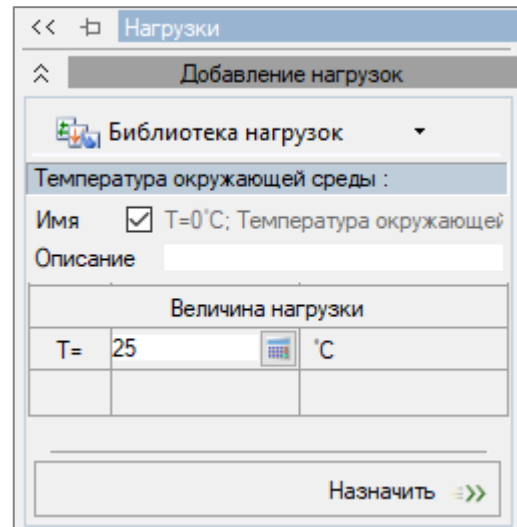 << Нагрузки
Добавление нагрузок
Библиотека нагрузок
Температура окружающей среды :
Имя T=0°C; Температура окружающей
Описание
Величина нагрузки
T= 25 °C
Назначить